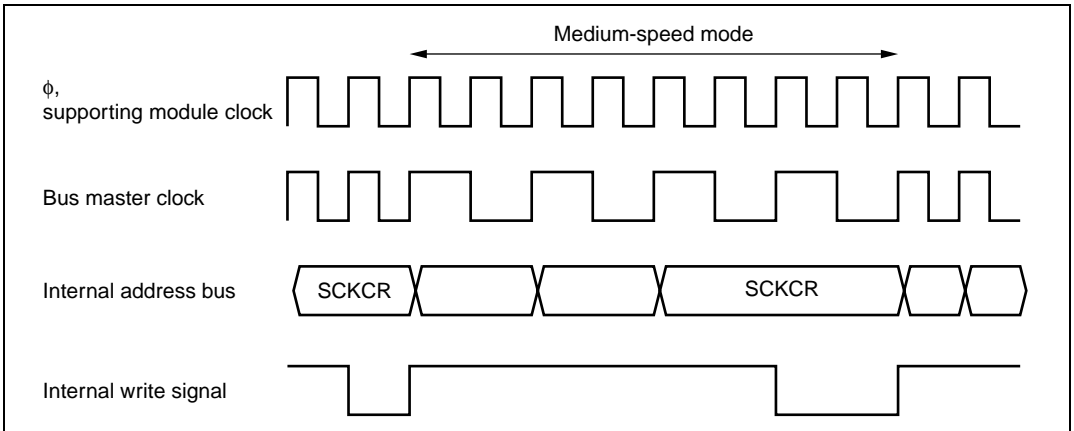 Medium-speed mode
ϕ,
supporting module clock
Bus master clock
Internal address bus
SCKCR
SCKCR
Internal write signal